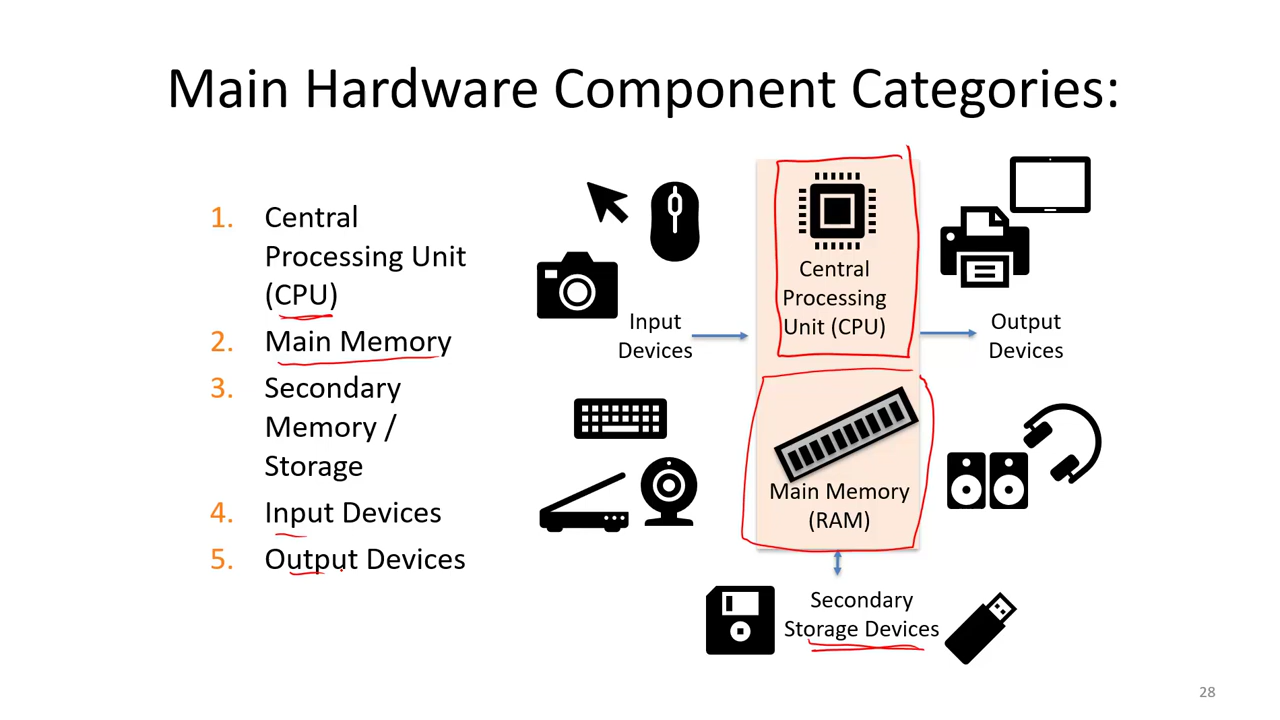 Main Hardware Component Categories:
1. Central
Processing Unit
(CPU)
2. Main Memory
3. Secondary
Memory /
Storage
4. Input Devices
5. Output Devices
Input
Devices
Central
Processing
Unit (CPU)
Output
Devices
Main Memory
(RAM)
Secondary
Storage Devices
28